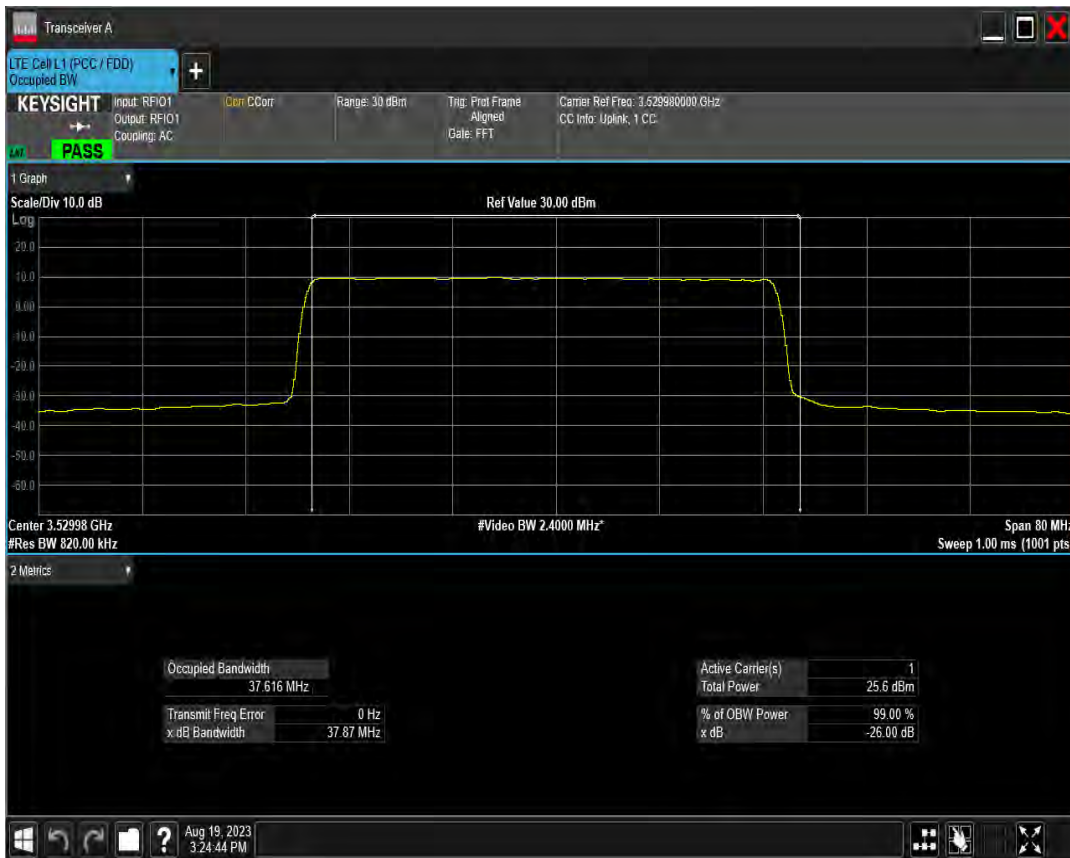 Transceiver A
LTE Cell L1 (PCC / FDD)
Occupied BW
+
KEYSIGHT
PASS
Input: RFIO1
Output: RFIO1
Coupling: AC
Corr CCorr
Range: 30 dBm
Trig: Prot Frame
Aligned
Gate: FFT
Carrier Ref Freq: 3.529980000 GHz
CC Info: Uplink, 1 CC
1 Graph
Scale/Div 10.0 dB
Ref Value 30.00 dBm
Log
20.0
10.0
0.00
-10.0
-20.0
-30.0
-40.0
-50.0
-60.0
Center 3.52998 GHz
#Video BW 2.4000 MHz*
Span 80 MHz
#Res BW 820.00 kHz
Sweep 1.00 ms (1001 pts
2 Metrics
Occupied Bandwidth
37.616 MHz
Transmit Freq Error 0 Hz
x dB Bandwidth 37.87 MHz
Active Carrier(s) 1
Total Power 25.6 dBm
% of OBW Power 99.00 %
x dB -26.00 dB
?
Aug 19, 2023
3:24:44 PM